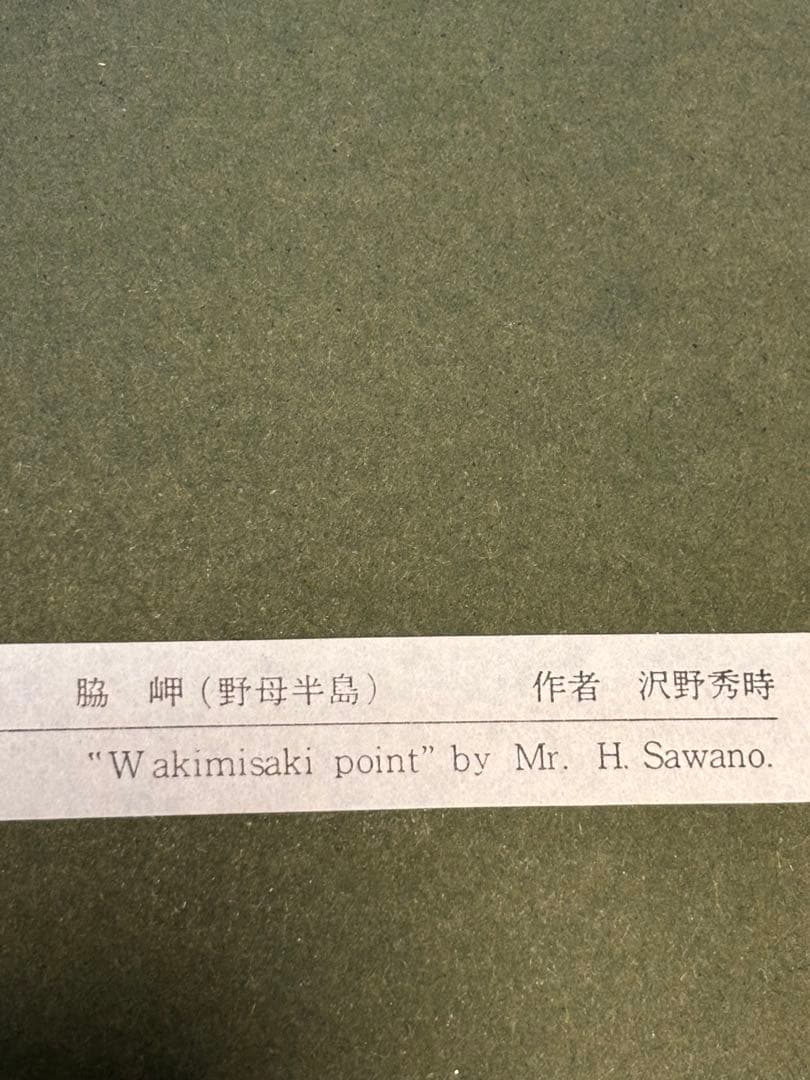 脇　岬 (野母半島)　作者　沢野秀時
"Wakimisaki point" by Mr. H. Sawano.